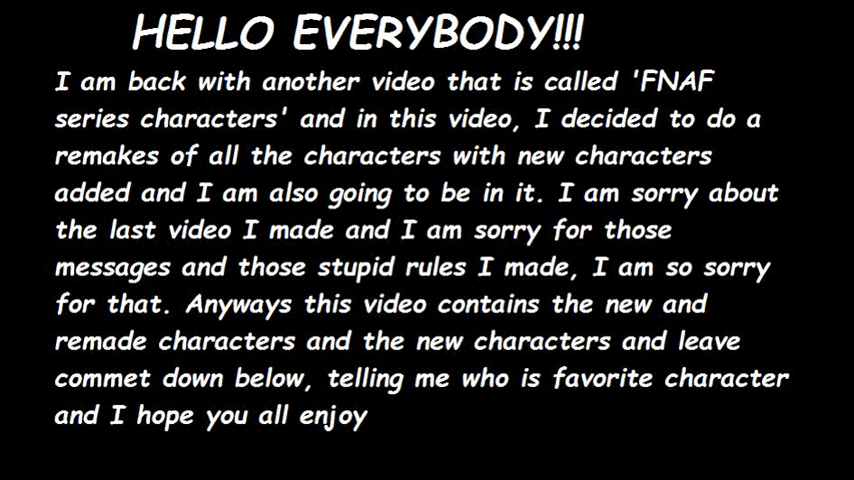 HELLO EVERYBODY!!!
I am back with another video that is called 'FNAF
series characters' and in this video, I decided to do a
remakes of all the characters with new characters
added and I am also going to be in it. I am sorry about
the last video I made and I am sorry for those
messages and those stupid rules I made, I am so sorry
for that. Anyways this video contains the new and
remade characters and the new characters and leave
commet down below, telling me who is favorite character
and I hope you all enjoy